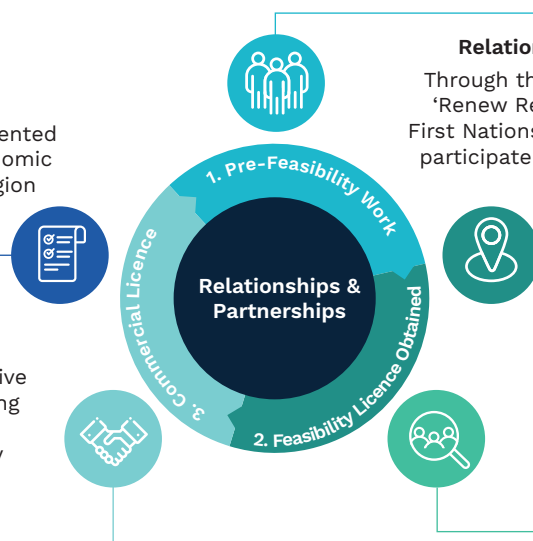 Relatio
Through th
‘Renew Re
First Nations
participate
ented
omic
gion
1. Pre-Feasibility Work
Relationships &
Partnerships
2. Feasibility Licence Obtained
3. Commercial Licence
ive
ng
y